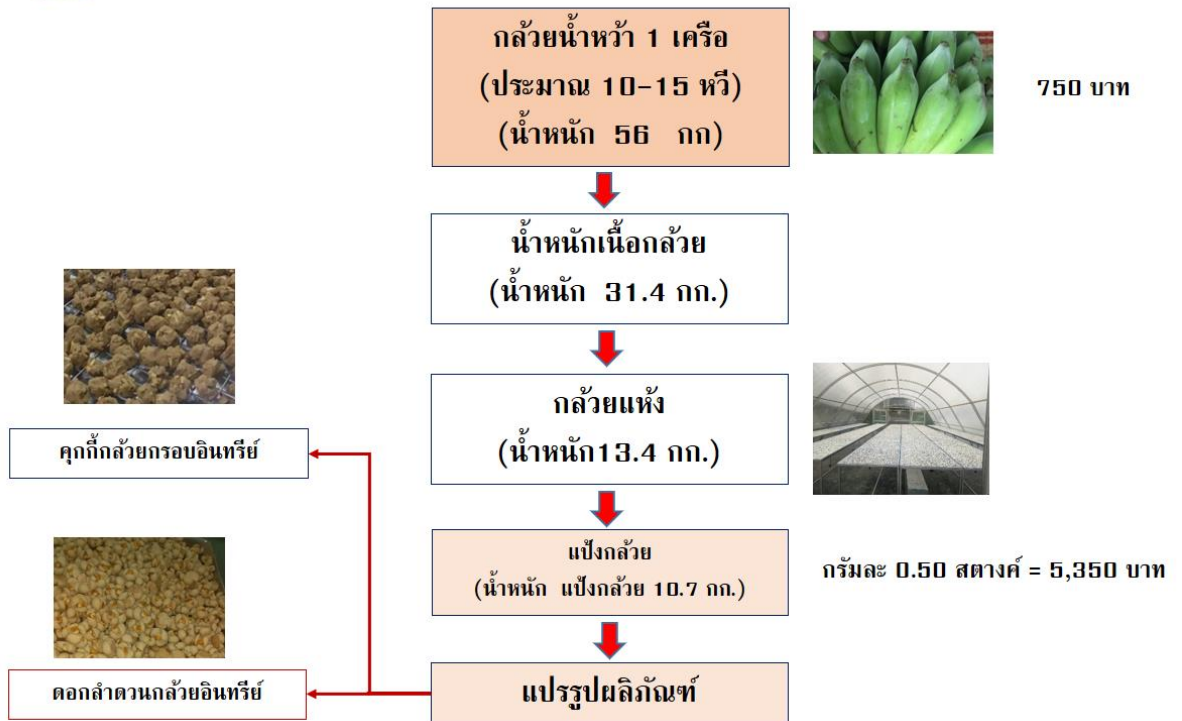 กล้วยน้ำหว้า 1 เครือ
(ประมาณ 10-15 หวี)
(น้ำหนัก 56 กก)
750 บาท
น้ำหนักเนื้อกล้วย
(น้ำหนัก 31.4 กก.)
กล้วยแห้ง
(น้ำหนัก13.4 กก.)
คุกกี้กล้วยกรอบอินทรีย์
แป้งกล้วย
(น้ำหนัก แป้งกล้วย 10.7 กก.)
กรัมละ 0.50 สตางค์ = 5,350 บาท
แปรรูปผลิภัณฑ์
ดอกลำดวนกล้วยอินทรีย์